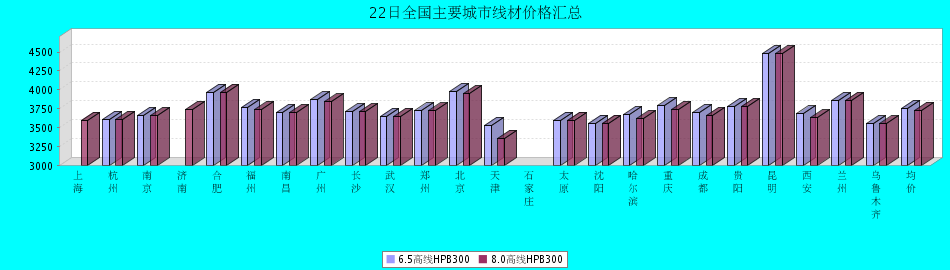 22日全国主要城市线材价格汇总
4500
4250
4000
3750
3500
3250
3000
上海
杭州
南京
济南
合肥
福州
南昌
广州
长沙
武汉
郑州
北京
天津
石家庄
太原
沈阳
哈尔滨
重庆
成都
贵阳
昆明
西安
兰州
乌鲁木齐
均价
6.5高线HPB300 8.0高线HPB300